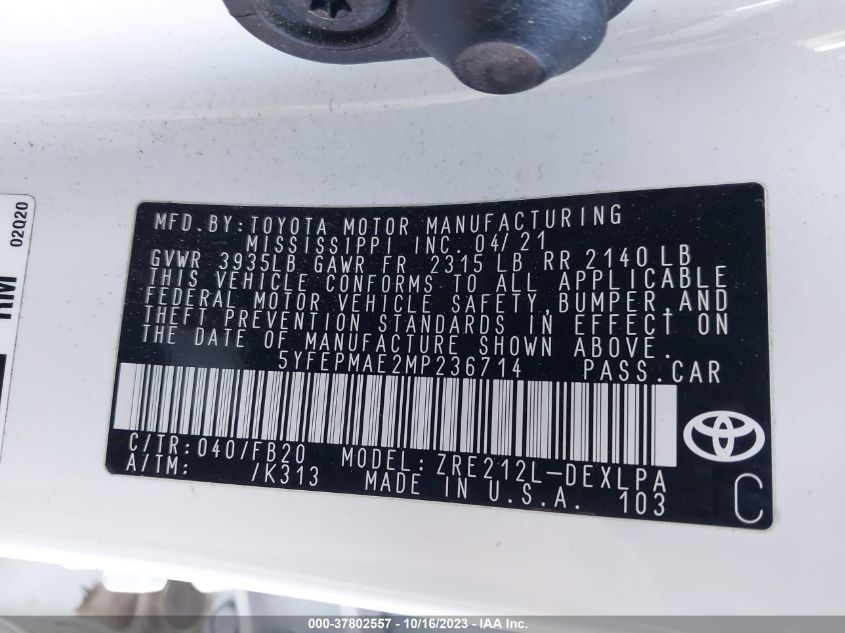 MFD. BY: TOYOTA MOTOR MANUFACTURING
MISSISSIPPI INC. 04/21
GVWR 3935LB GAWR FR 2315 LB RR 2140 LB
THIS VEHICLE CONFORMS TO ALL APPLICABLE
FEDERAL MOTOR VEHICLE SAFETY, BUMPER, AND
THEFT PREVENTION STANDARDS IN EFFECT ON
THE DATE OF MANUFACTURE SHOWN ABOVE.
5YFEPMAE2MP236714 PASS. CAR
C/TR: 040/FB20 MODEL: ZRE212L-DEXLPA
A/TM: /K313 MADE IN U.S.A. 103
C
02Q20
000-37802557 - 10/16/2023 - IAA Inc.